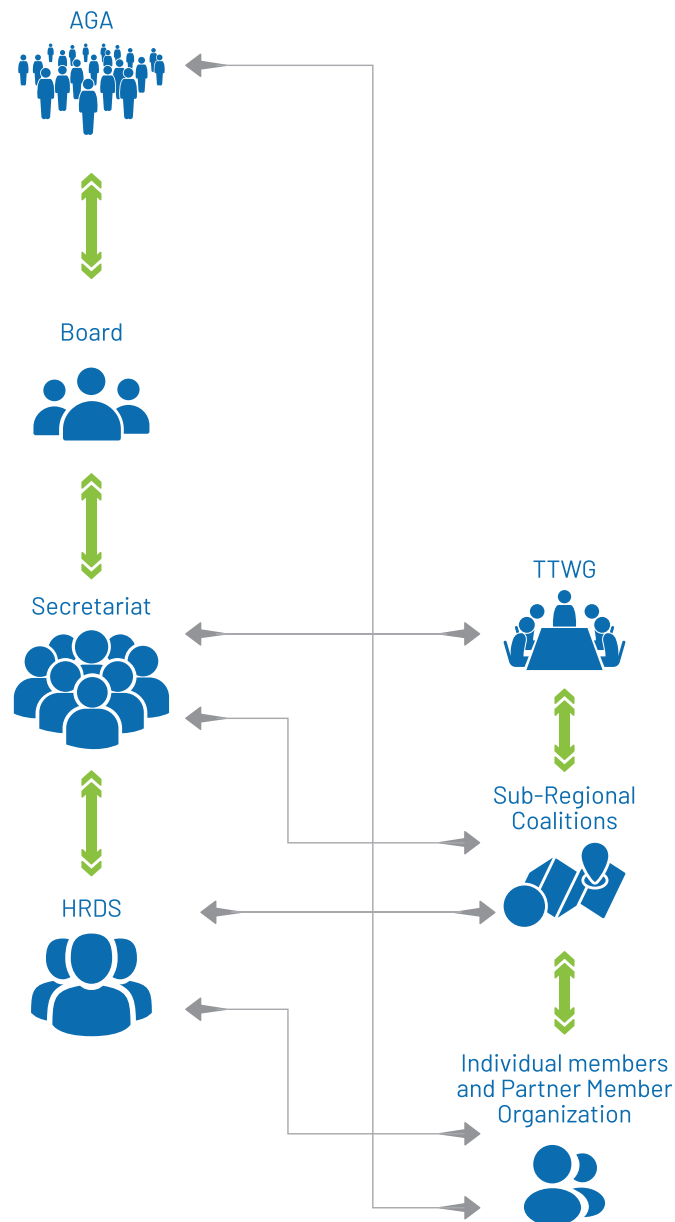 AGA
Board
Secretariat
HRDS
TTWG
Sub-Regional
Coalitions
Individual members
and Partner Member
Organization